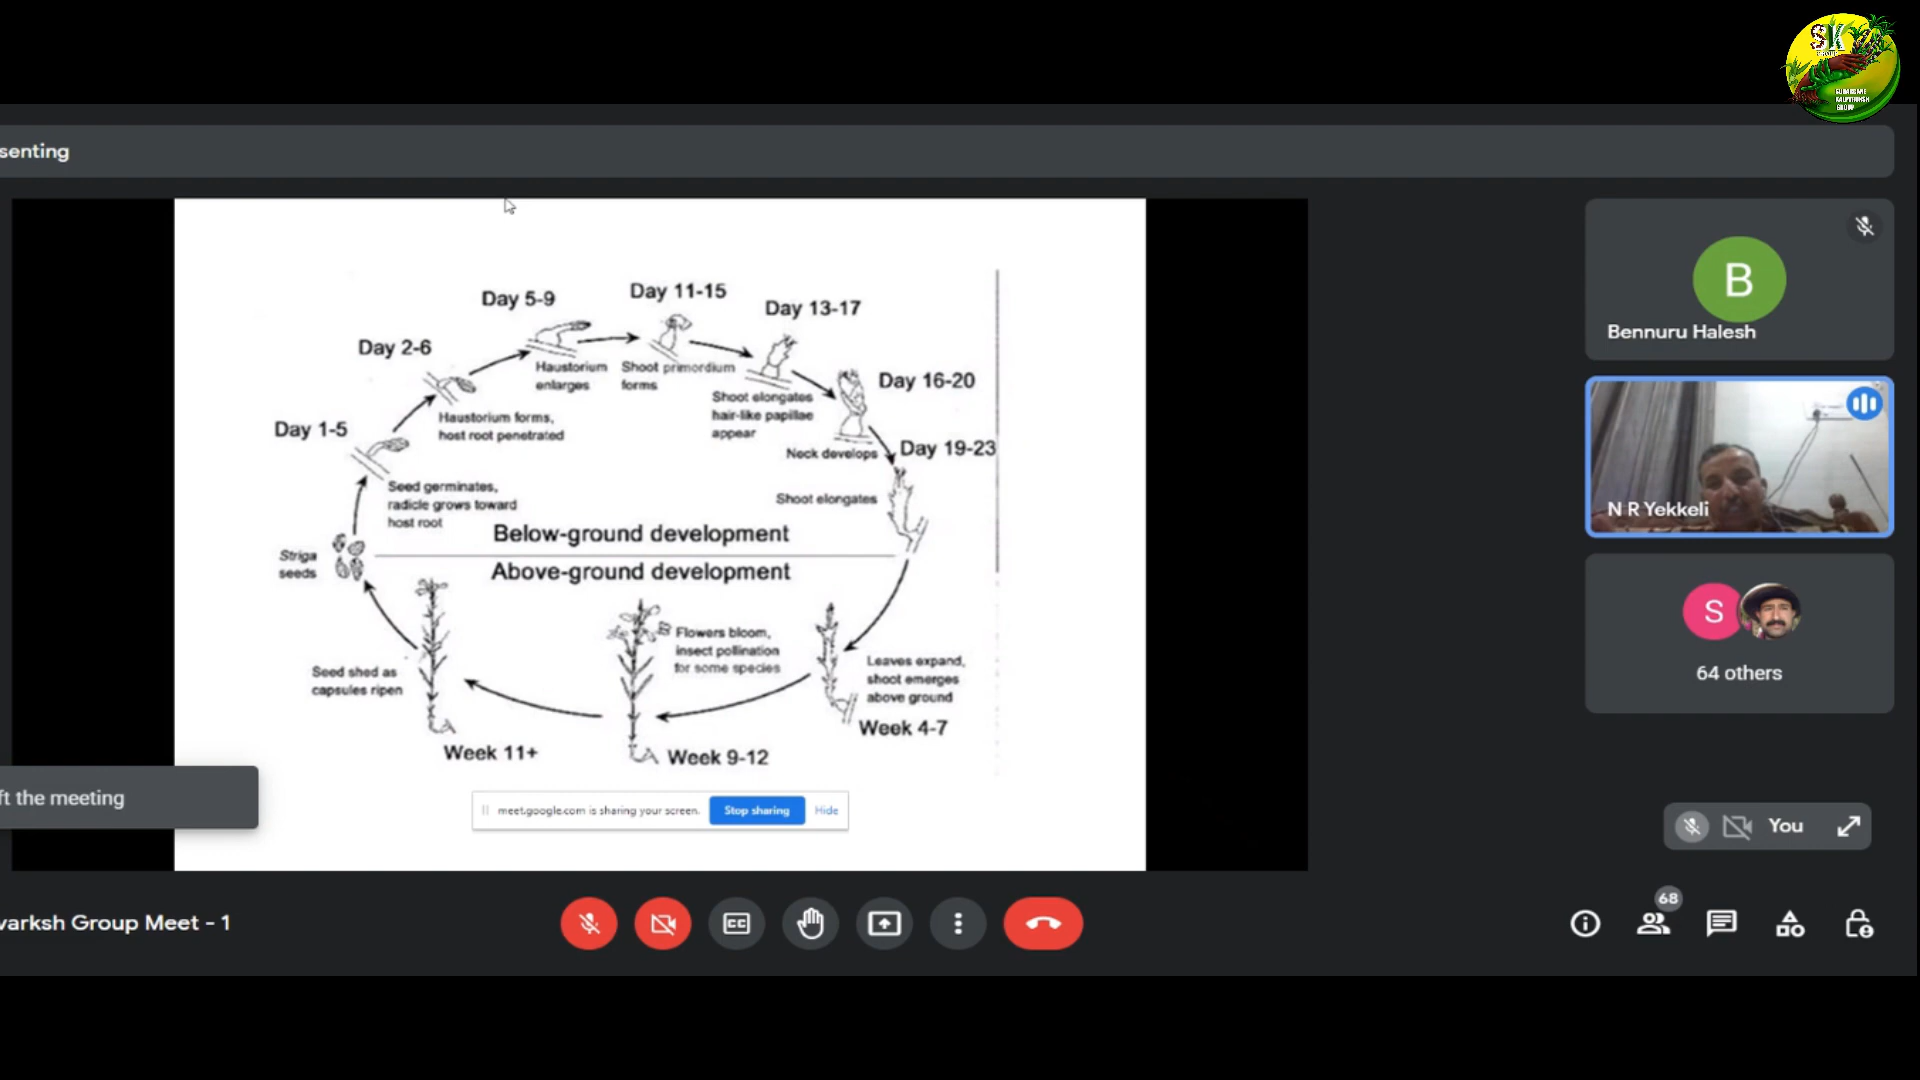 SK
senting
Day 5-9
Day 11-15
Day 13-17
Day 2-6
Haustorium enlarges
Shoot primordium forms
Day 16-20
Shoot elongates
hair-like papillae
appear
Haustorium forms,
host root penetrated
Day 1-5
Neck develops
Day 19-23
Seed germinates,
radicle grows toward
host root
Shoot elongates
Below-ground development
Striga
seeds
Above-ground development
Flowers bloom,
insect pollination
for some species
Leaves expand,
shoot emerges
above ground
Seed shed as
capsules ripen
Week 4-7
Week 11+
Week 9-12
meet.google.com is sharing your screen.
Stop sharing
Hide
B
Bennuru Halesh
N R Yekkeli
S
64 others
You
ft the meeting
varksh Group Meet - 1
CC
68